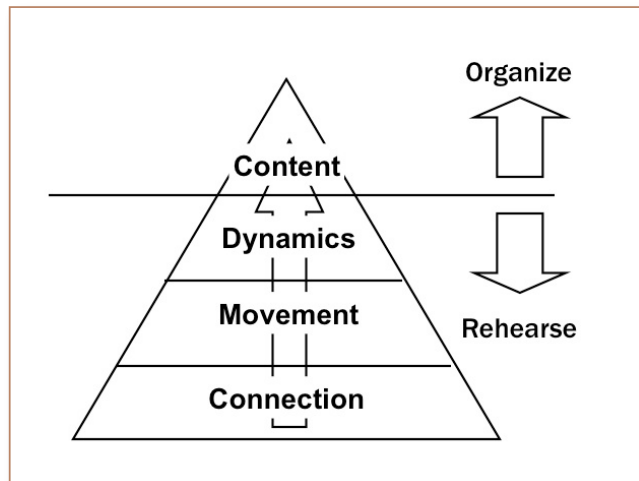 Organize
Content
Dynamics
Movement
Rehearse
Connection